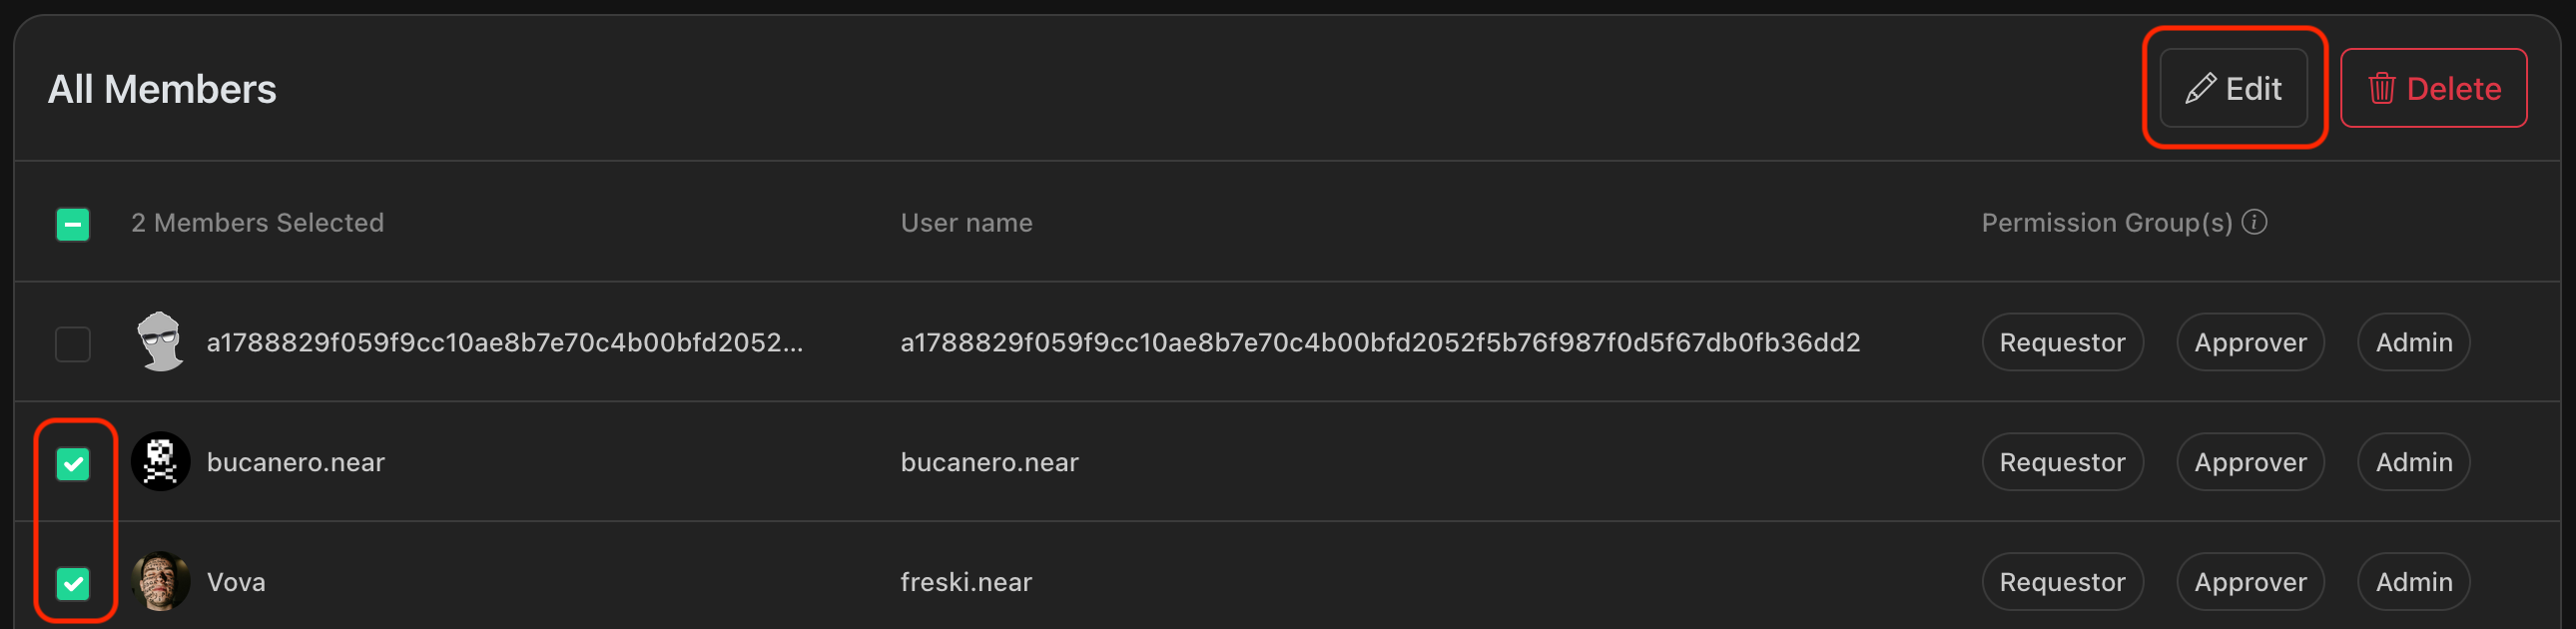 All Members
Edit
Delete
2 Members Selected
User name
Permission Group(s)
a1788829f059f9cc10ae8b7e70c4b00bfd2052...
a1788829f059f9cc10ae8b7e70c4b00bfd2052f5b76f987f0d5f67db0fb36dd2
Requestor
Approver
Admin
bucanero.near
bucanero.near
Requestor
Approver
Admin
Vova
freski.near
Requestor
Approver
Admin